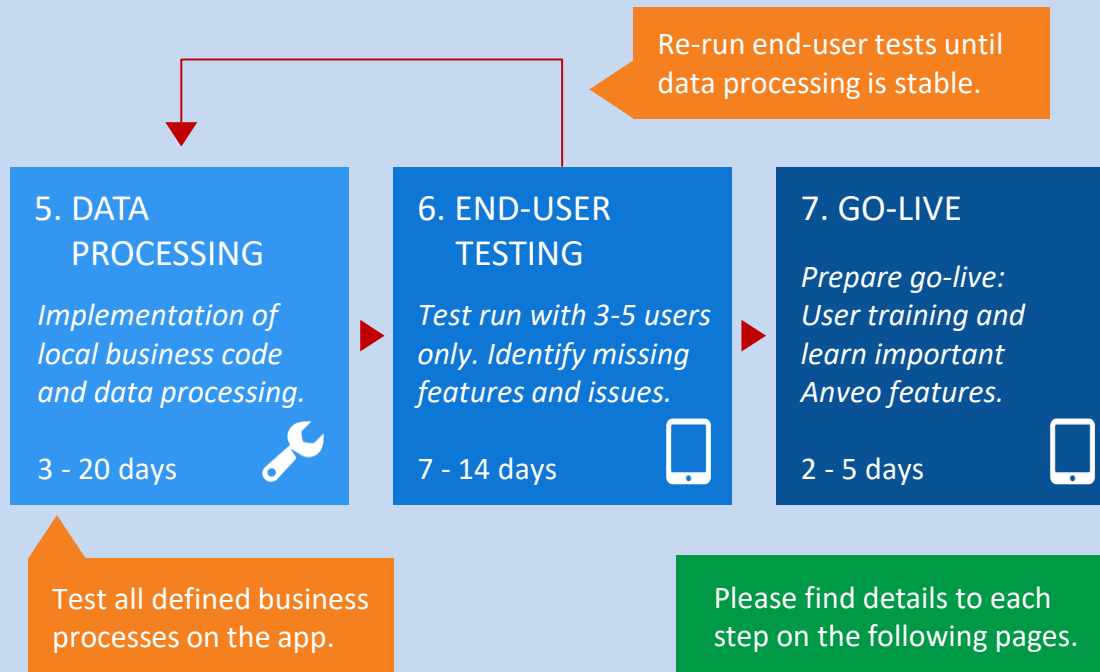 Re-run end-user tests until
data processing is stable.
5. DATA
PROCESSING
Implementation of
local business code
and data processing.
3 - 20 days
6. END-USER
TESTING
Test run with 3-5 users
only. Identify missing
features and issues.
7 - 14 days
7. GO-LIVE
Prepare go-live:
User training and
learn important
Anveo features.
2 - 5 days
Test all defined business
processes on the app.
Please find details to each
step on the following pages.